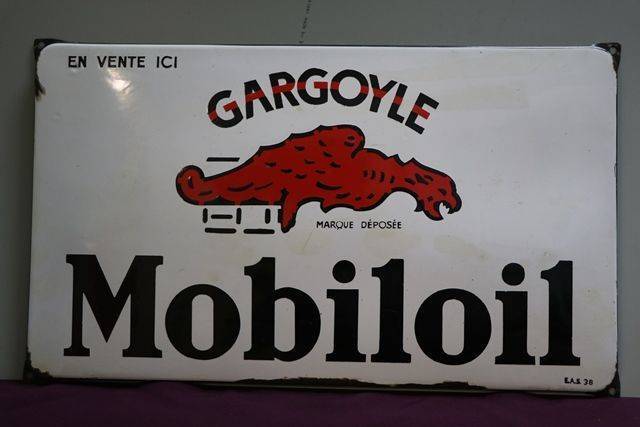 EN VENTE ICI
GARGOYLE
MARQUE DÉPOSÉE
Mobiloil
E.A.S. 38